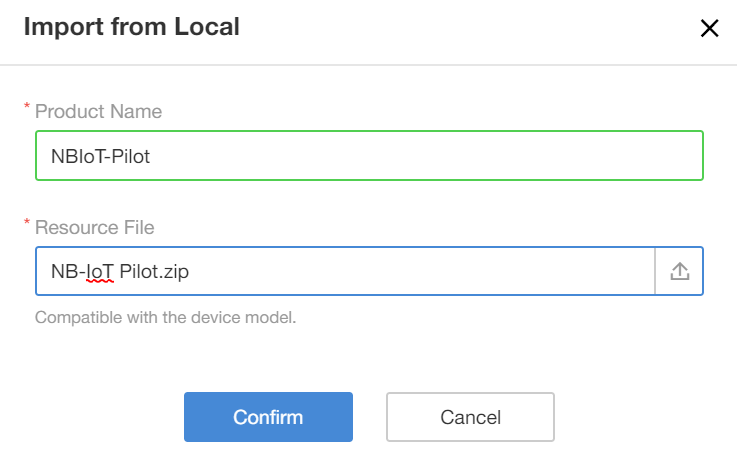 Import from Local
* Product Name
NBIoT-Pilot
* Resource File
NB-IoT Pilot.zip
Compatible with the device model.
Confirm Cancel